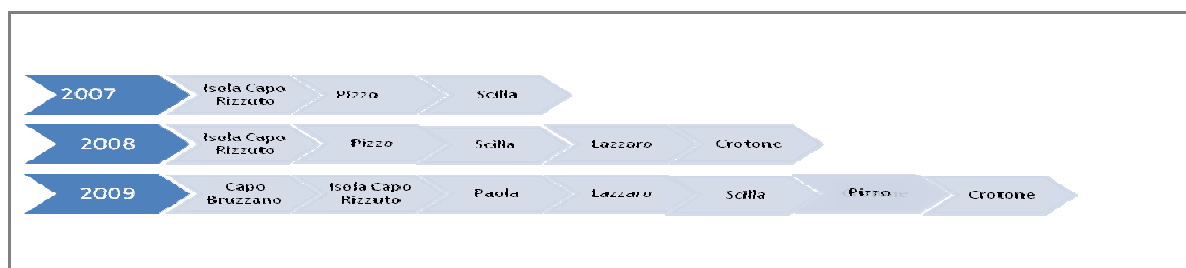 2007 Isola Capo Rizzuto Pizzo Scilla
2008 Isola Capo Rizzuto Pizzo Scilla Lazzaro Crotone
2009 Capo Bruzzano Isola Capo Rizzuto Paola Lazzaro Scilla Pizzo Crotone